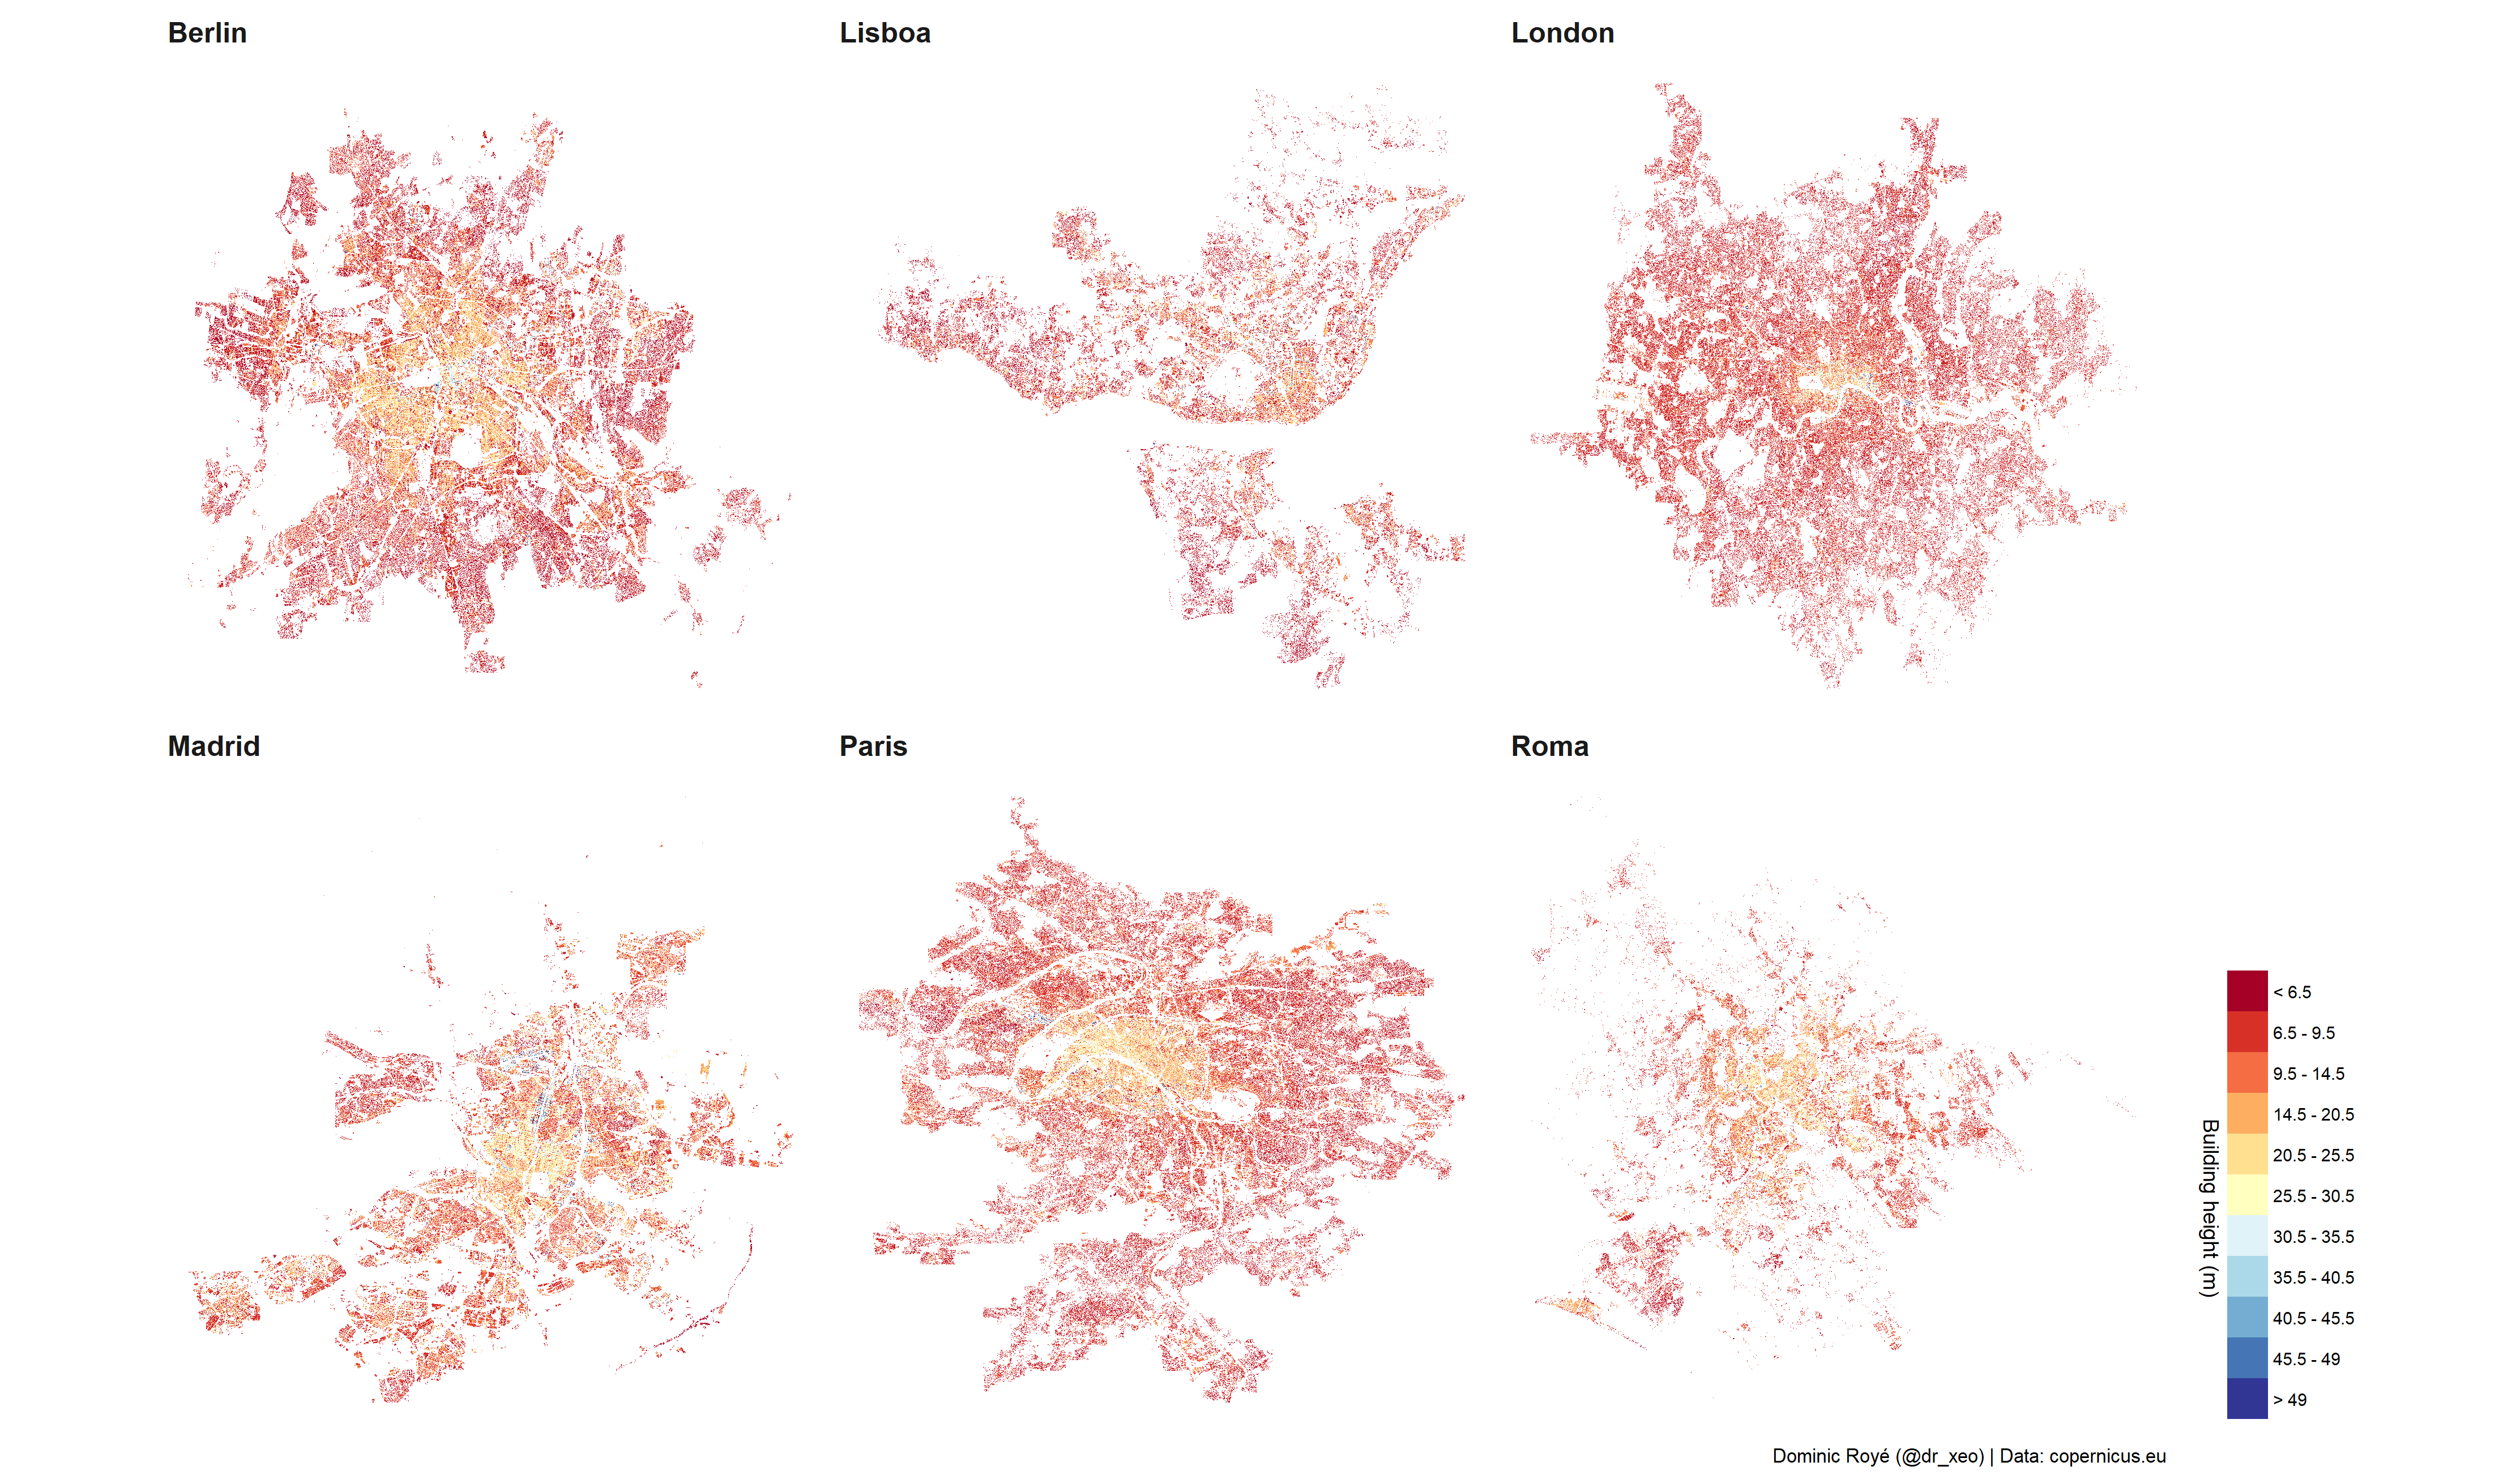 Berlin
Lisboa
London
Madrid
Paris
Roma
Building height (m)
< 6.5
6.5 - 9.5
9.5 - 14.5
14.5 - 20.5
20.5 - 25.5
25.5 - 30.5
30.5 - 35.5
35.5 - 40.5
40.5 - 45.5
45.5 - 49
> 49
Dominic Royé (@dr_xeo) | Data: copernicus.eu